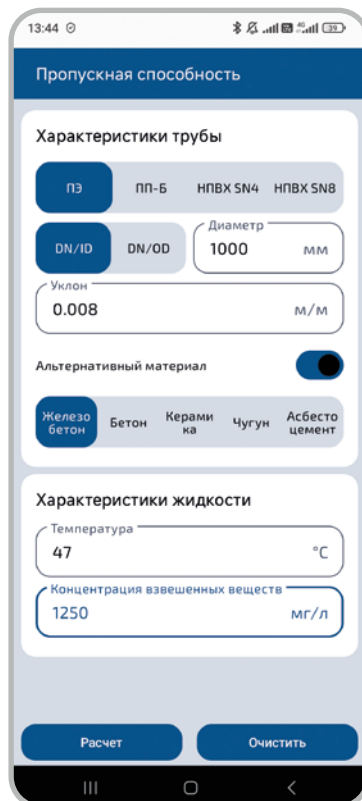 13:44
4G
39
Пропускная способность
Характеристики трубы
ПЭ ПП-Б НПВХ SN4 НПВХ SN8
DN/ID DN/OD
Диаметр
1000 мм
Уклон
0.008 м/м
Альтернативный материал
Железо
бетон
Бетон
Керами
ка
Чугун
Асбесто
цемент
Характеристики жидкости
Температура
47 °C
Концентрация взвешенных веществ
1250 мг/л
Расчет Очистить